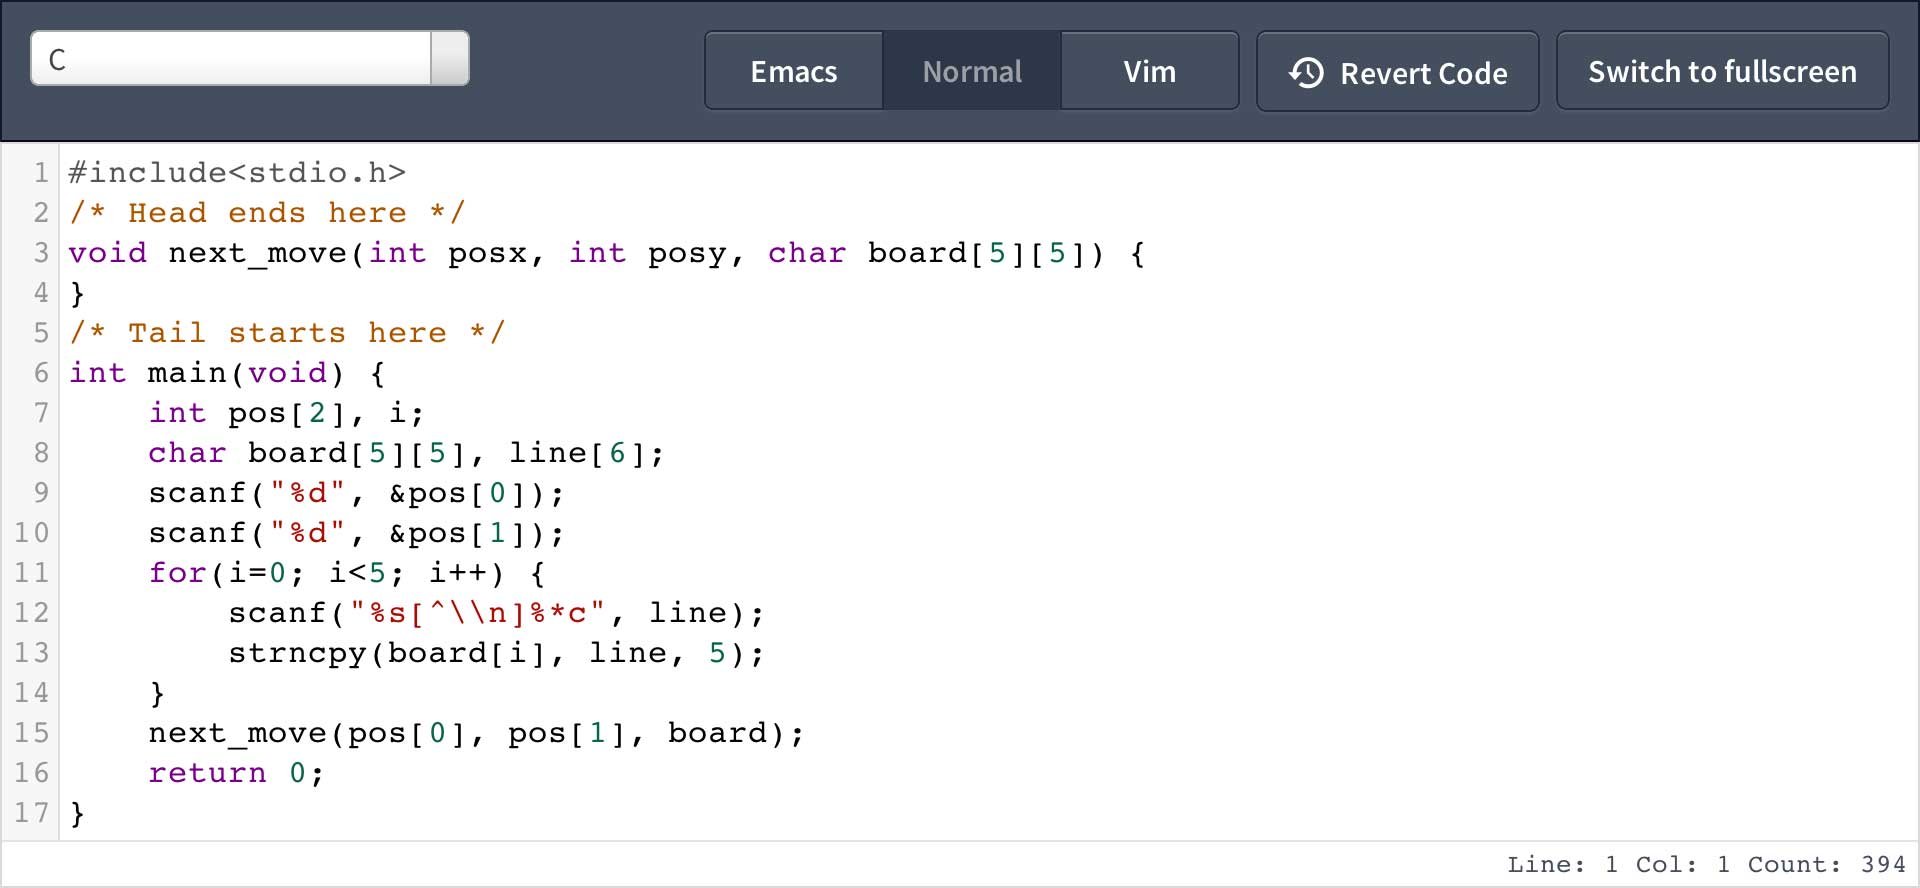 C
Emacs Normal Vim Revert Code Switch to fullscreen
1 #include<stdio.h>
2 /* Head ends here */
3 void next_move(int posx, int posy, char board[5][5]) {
4 }
5 /* Tail starts here */
6 int main(void) {
7     int pos[2], i;
8     char board[5][5], line[6];
9     scanf("%d", &pos[0]);
10     scanf("%d", &pos[1]);
11     for(i=0; i<5; i++) {
12         scanf("%s[^\\n]%*c", line);
13         strncpy(board[i], line, 5);
14     }
15     next_move(pos[0], pos[1], board);
16     return 0;
17 }
Line: 1 Col: 1 Count: 394